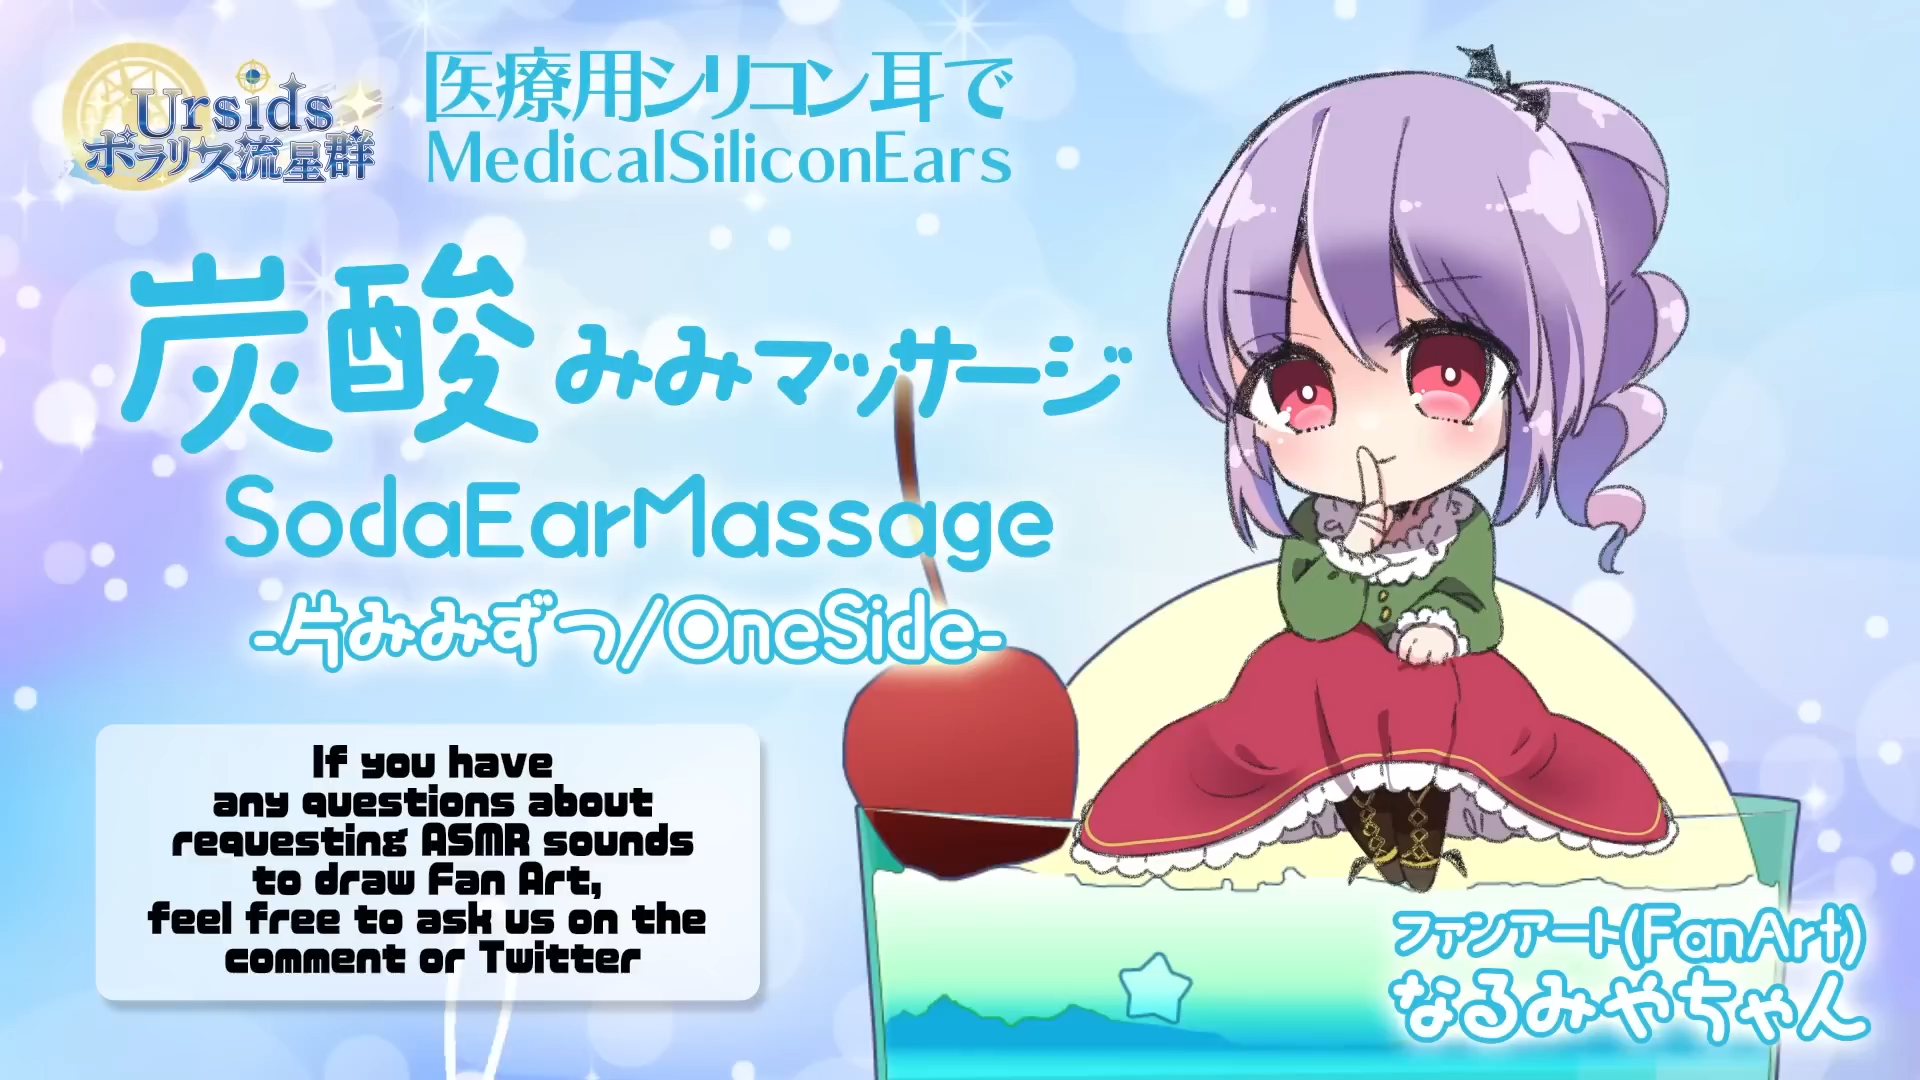 Ursids
ポラリス流星群
医療用シリコン耳で
MedicalSiliconEars
炭酸みみマッサージ
SodaEarMassage
-片みみずつ/OneSide-
If you have
any questions about
requesting ASMR sounds
to draw Fan Art,
feel free to ask us on the
comment or Twitter
ファンアート(FanArt)
なるみやちゃん